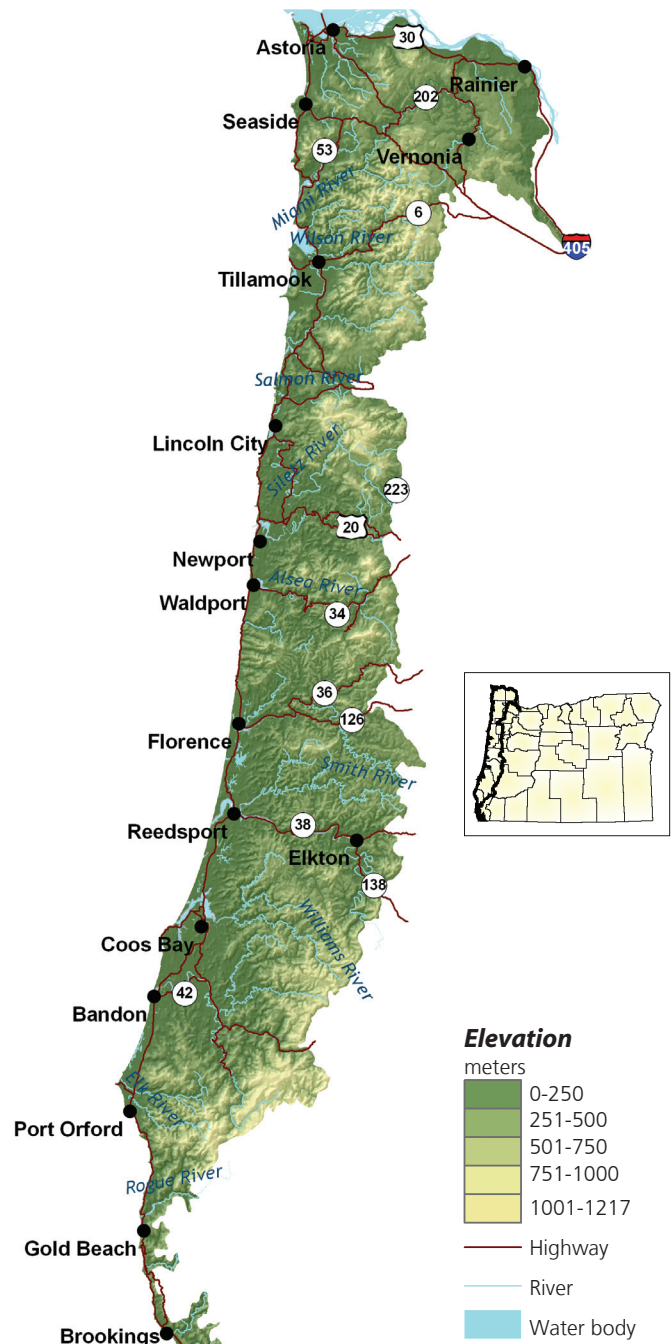 Astoria
30
Rainier
202
Seaside
53
Vernonia
Miami River
6
Wilson River
405
Tillamook
Salmon River
Lincoln City
Siletz River
223
20
Newport
Alsea River
Waldport
34
36
126
Florence
Smith River
Reedsport
38
Elkton
138
Williams River
Coos Bay
42
Bandon
Elk River
Port Orford
Rogue River
Gold Beach
Brookings
Elevation
meters
0-250
251-500
501-750
751-1000
1001-1217
Highway
River
Water body